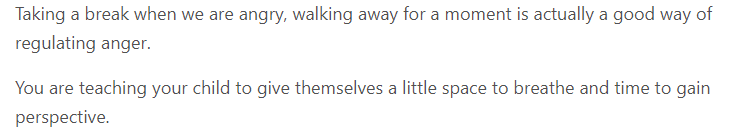 Taking a break when we are angry, walking away for a moment is actually a good way of
regulating anger.
You are teaching your child to give themselves a little space to breathe and time to gain
perspective.